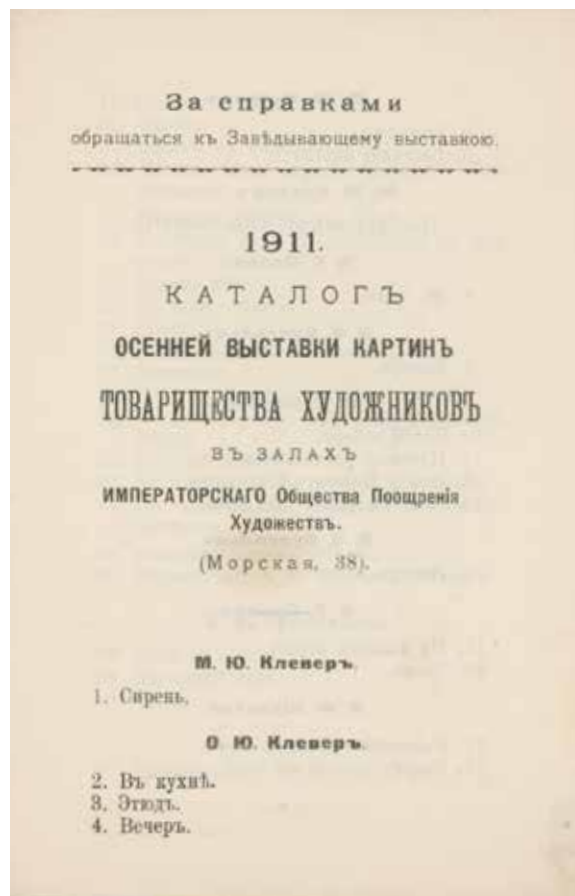 За справками
обращаться къ Завѣдывающему выставкою.
1911.
КАТАЛОГЪ
ОСЕННЕЙ ВЫСТАВКИ КАРТИНЪ
ТОВАРИЩЕСТВА ХУДОЖНИКОВЪ
ВЪ ЗАЛАХЪ
ИМПЕРАТОРСКАГО Общества Поощренія
Художествъ.
(Морская, 38).
М. Ю. Клеверъ.
1. Сирень.
О. Ю. Клеверъ.
2. Въ кухнѣ.
3. Этюдъ.
4. Вечеръ.